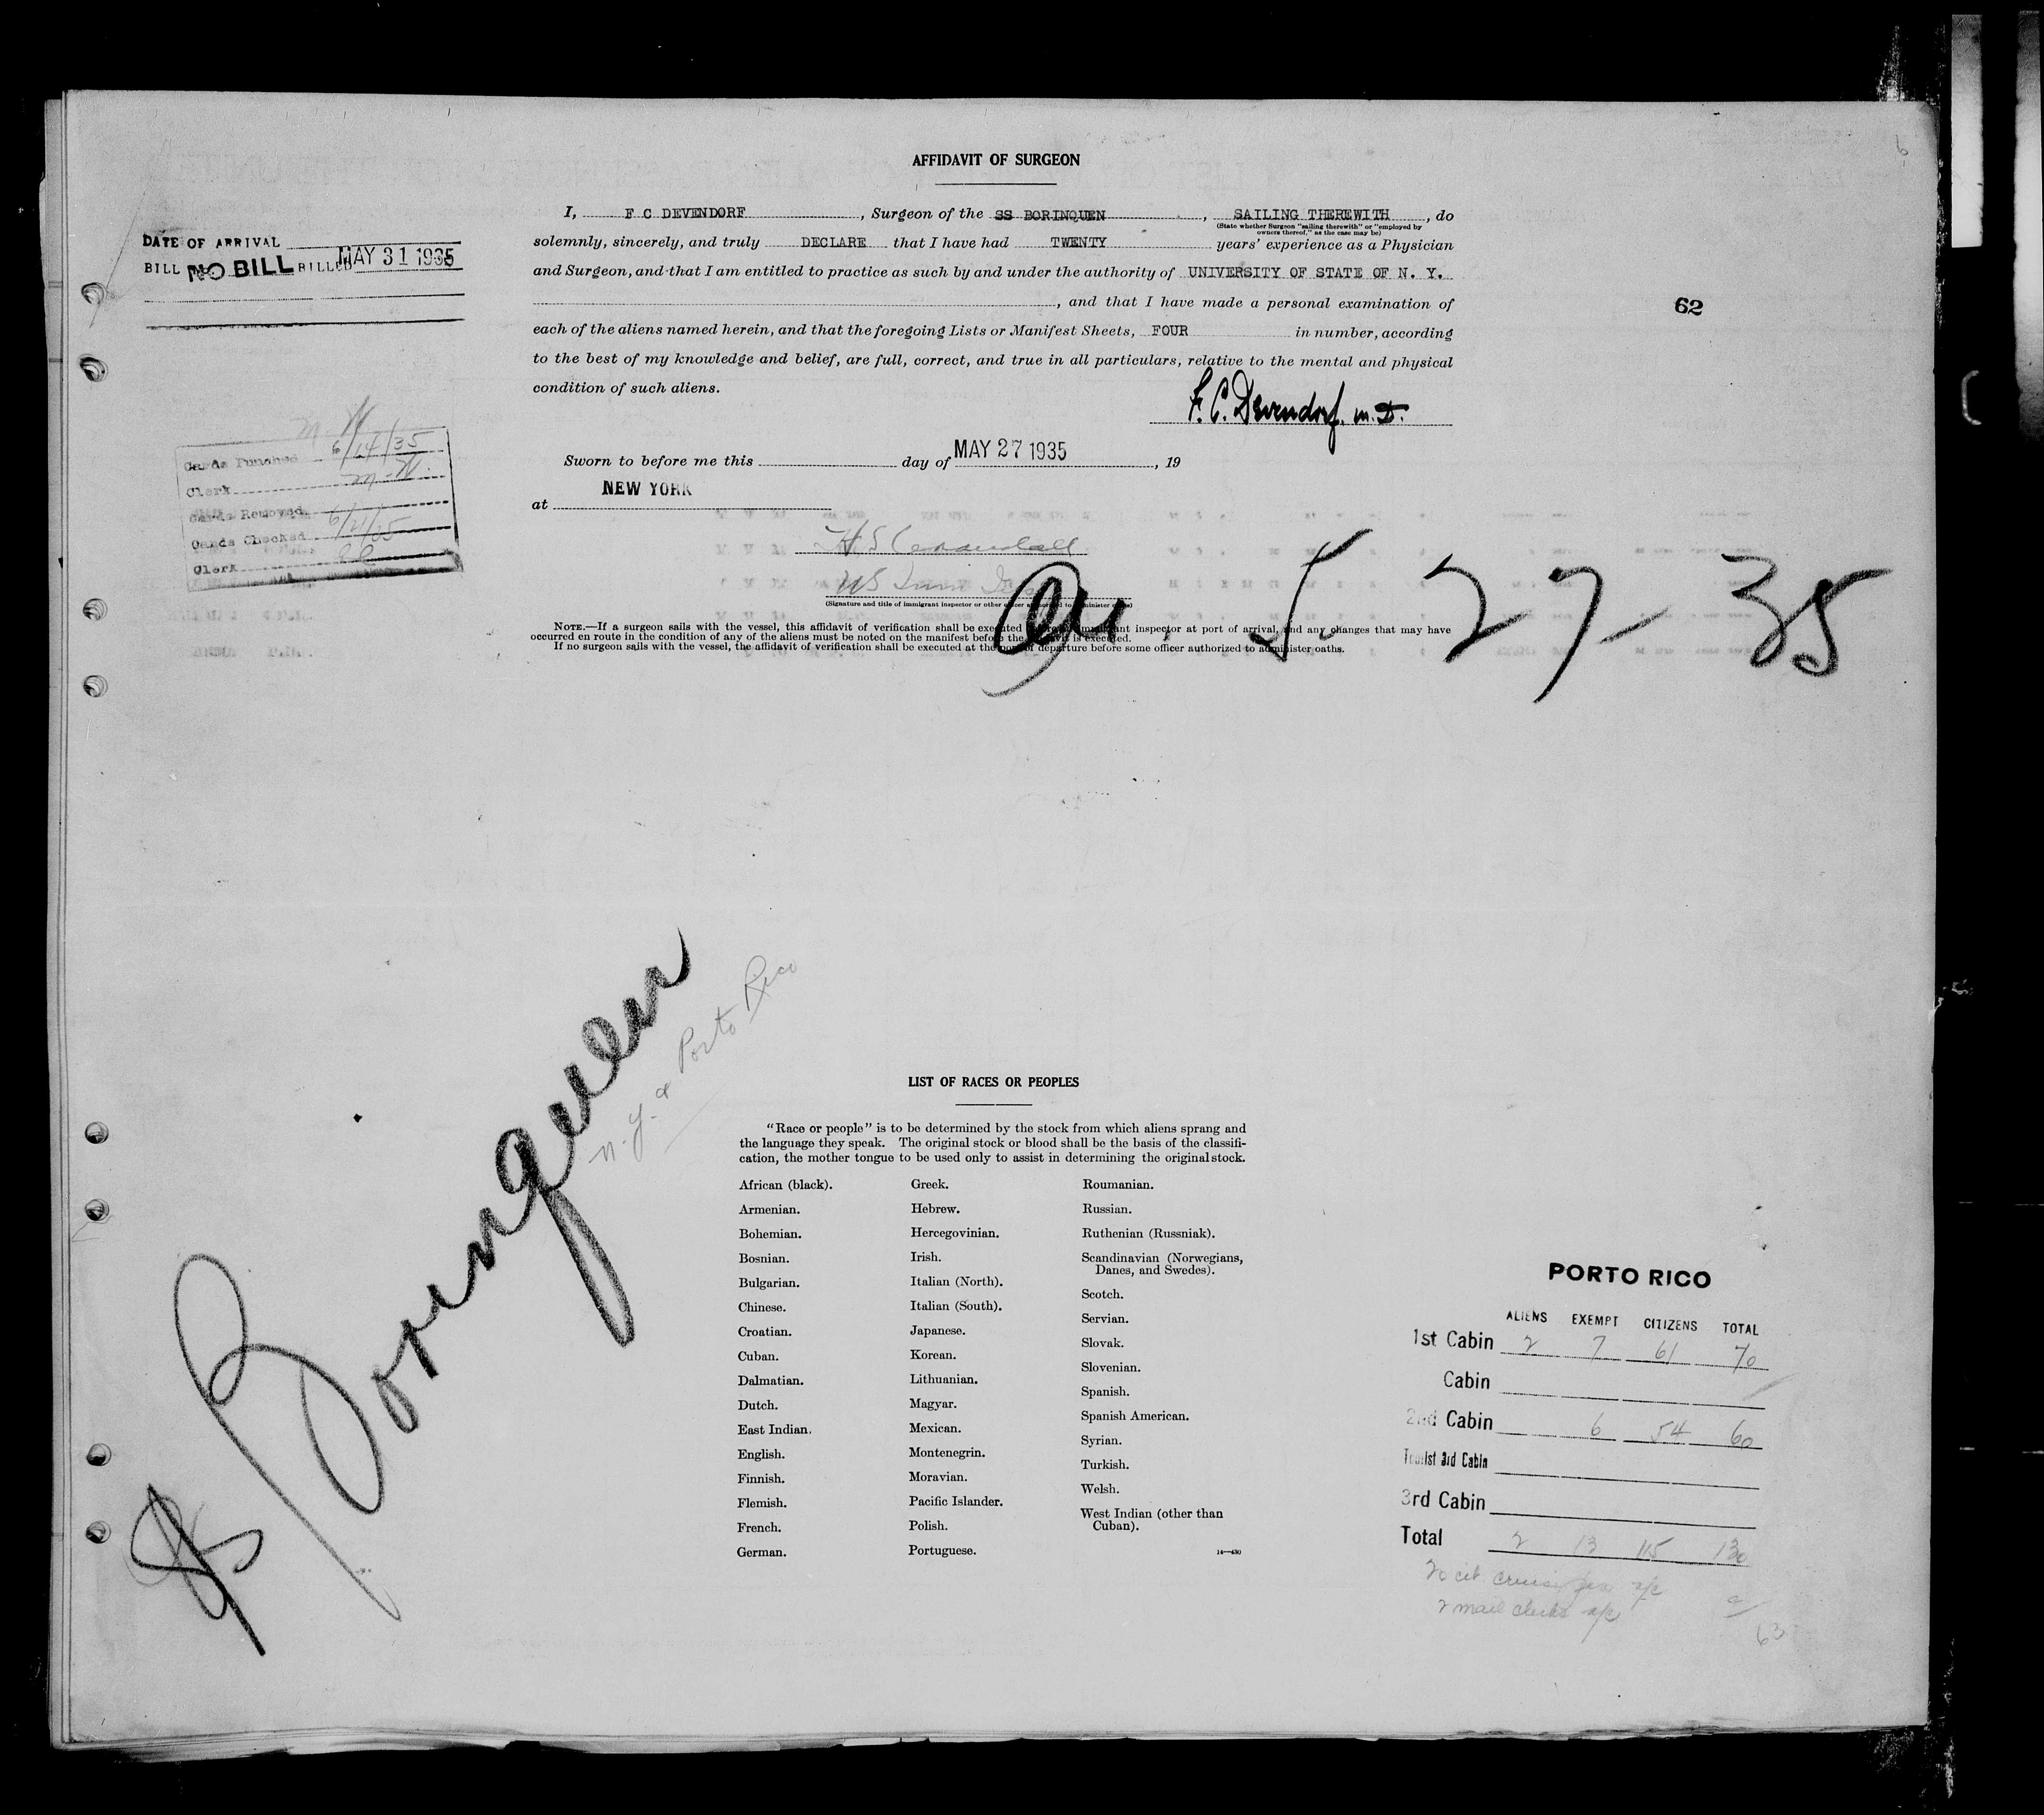 AFFIDAVIT OF SURGEON
I, F C DEVENDORF, Surgeon of the SS BORINQUEN, SAILING THEREWITH, do
(State whether Surgeon "sailing therewith" or "employed by
owners thereof," as the case may be)
solemnly, sincerely, and truly DECLARE that I have had TWENTY years' experience as a Physician
and Surgeon, and that I am entitled to practice as such by and under the authority of UNIVERSITY OF STATE OF N. Y.
, and that I have made a personal examination of
each of the aliens named herein, and that the foregoing Lists or Manifest Sheets, FOUR in number, according
to the best of my knowledge and belief, are full, correct, and true in all particulars, relative to the mental and physical
condition of such aliens.
F. C. Devendorf. M. D.
Sworn to before me this day of MAY 27 1935, 19
at NEW YORK
(Signature and title of immigrant inspector or other officer authorized to administer oaths)
NOTE.—If a surgeon sails with the vessel, this affidavit of verification shall be executed before immigrant inspector at port of arrival, and any changes that may have
occurred en route in the condition of any of the aliens must be noted on the manifest before the affidavit is executed.
If no surgeon sails with the vessel, the affidavit of verification shall be executed at the port of departure before some officer authorized to administer oaths.
DATE OF ARRIVAL MAY 31 1935
BILL NO BILL BILLED
62
Cards Punched 6/14/35
Clerk M. W.
Cards Removed
Cards Checked
Clerk
5-27-35
SS Borinquen
N.Y. & Porto Rico
LIST OF RACES OR PEOPLES
"Race or people" is to be determined by the stock from which aliens sprang and
the language they speak. The original stock or blood shall be the basis of the classifi-
cation, the mother tongue to be used only to assist in determining the original stock.
African (black).
Armenian.
Bohemian.
Bosnian.
Bulgarian.
Chinese.
Croatian.
Cuban.
Dalmatian.
Dutch.
East Indian.
English.
Finnish.
Flemish.
French.
German.
Greek.
Hebrew.
Hercegovinian.
Irish.
Italian (North).
Italian (South).
Japanese.
Korean.
Lithuanian.
Magyar.
Mexican.
Montenegrin.
Moravian.
Pacific Islander.
Polish.
Portuguese.
Roumanian.
Russian.
Ruthenian (Russniak).
Scandinavian (Norwegians,
Danes, and Swedes).
Scotch.
Servian.
Slovak.
Slovenian.
Spanish.
Spanish American.
Syrian.
Turkish.
Welsh.
West Indian (other than
Cuban).
14—430
PORTO RICO
ALIENS EXEMPT CITIZENS TOTAL
1st Cabin 2 7 61 70
Cabin
2nd Cabin 6 54 60
Tourist 3rd Cabin
3rd Cabin
Total 2 13 115 130
2 mail clerks
63